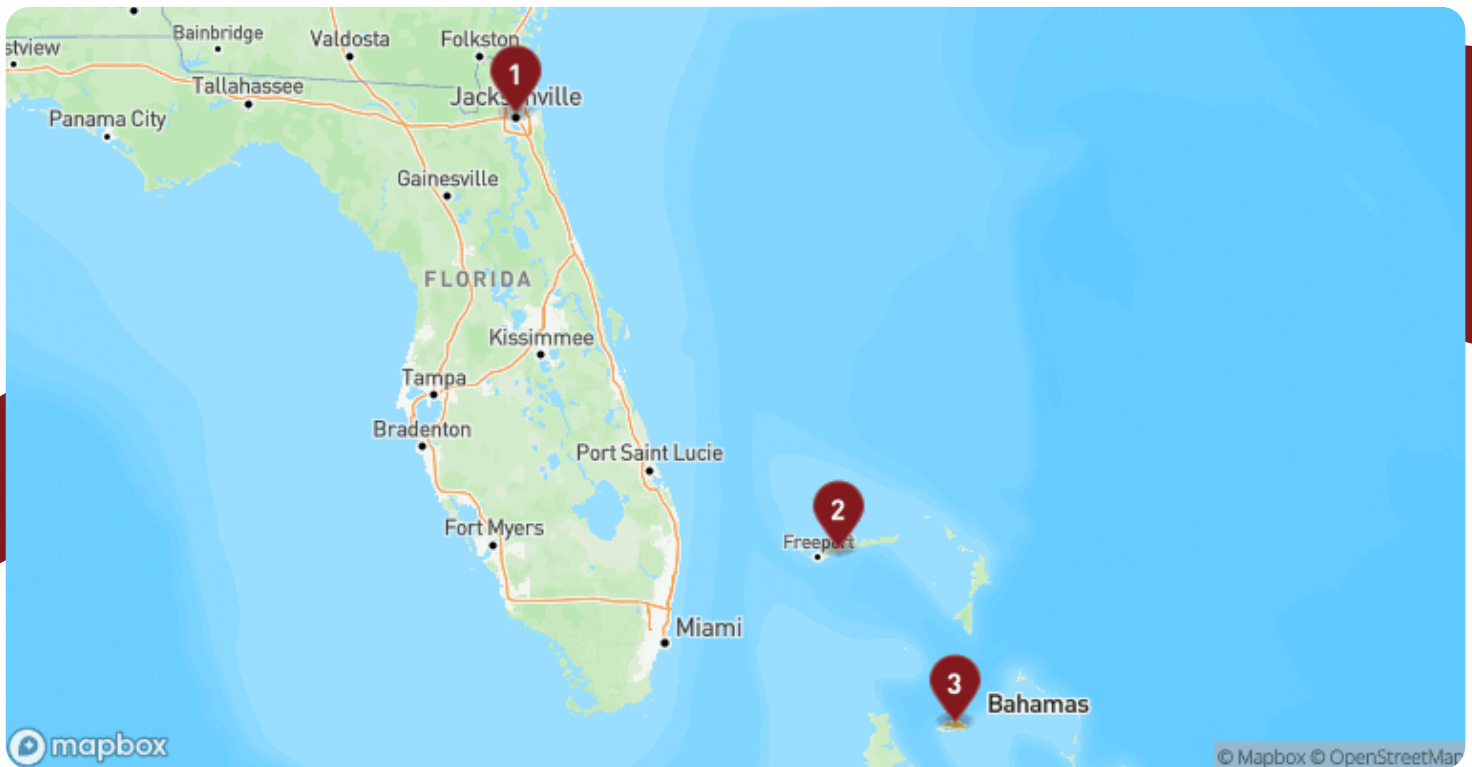 Bainbridge
Valdosta
Folkston
stview
1
Tallahassee
Jacksonville
Panama City
Gainesville
FLORIDA
Kissimmee
Tampa
Bradenton
Port Saint Lucie
2
Fort Myers
Freeport
Miami
3
Bahamas
mapbox
© Mapbox © OpenStreetMap